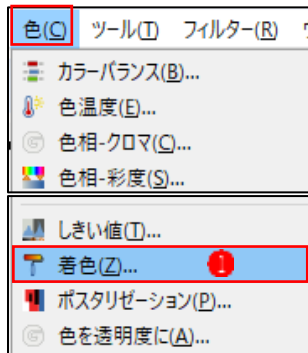 色(C) ツール(T) フィルター(R)
カラーバランス(B)...
色温度(E)...
色相-クロマ(C)...
色相-彩度(S)...
しきい値(T)...
着色(Z)... 1
ポスタリゼーション(P)...
色を透明度に(A)...